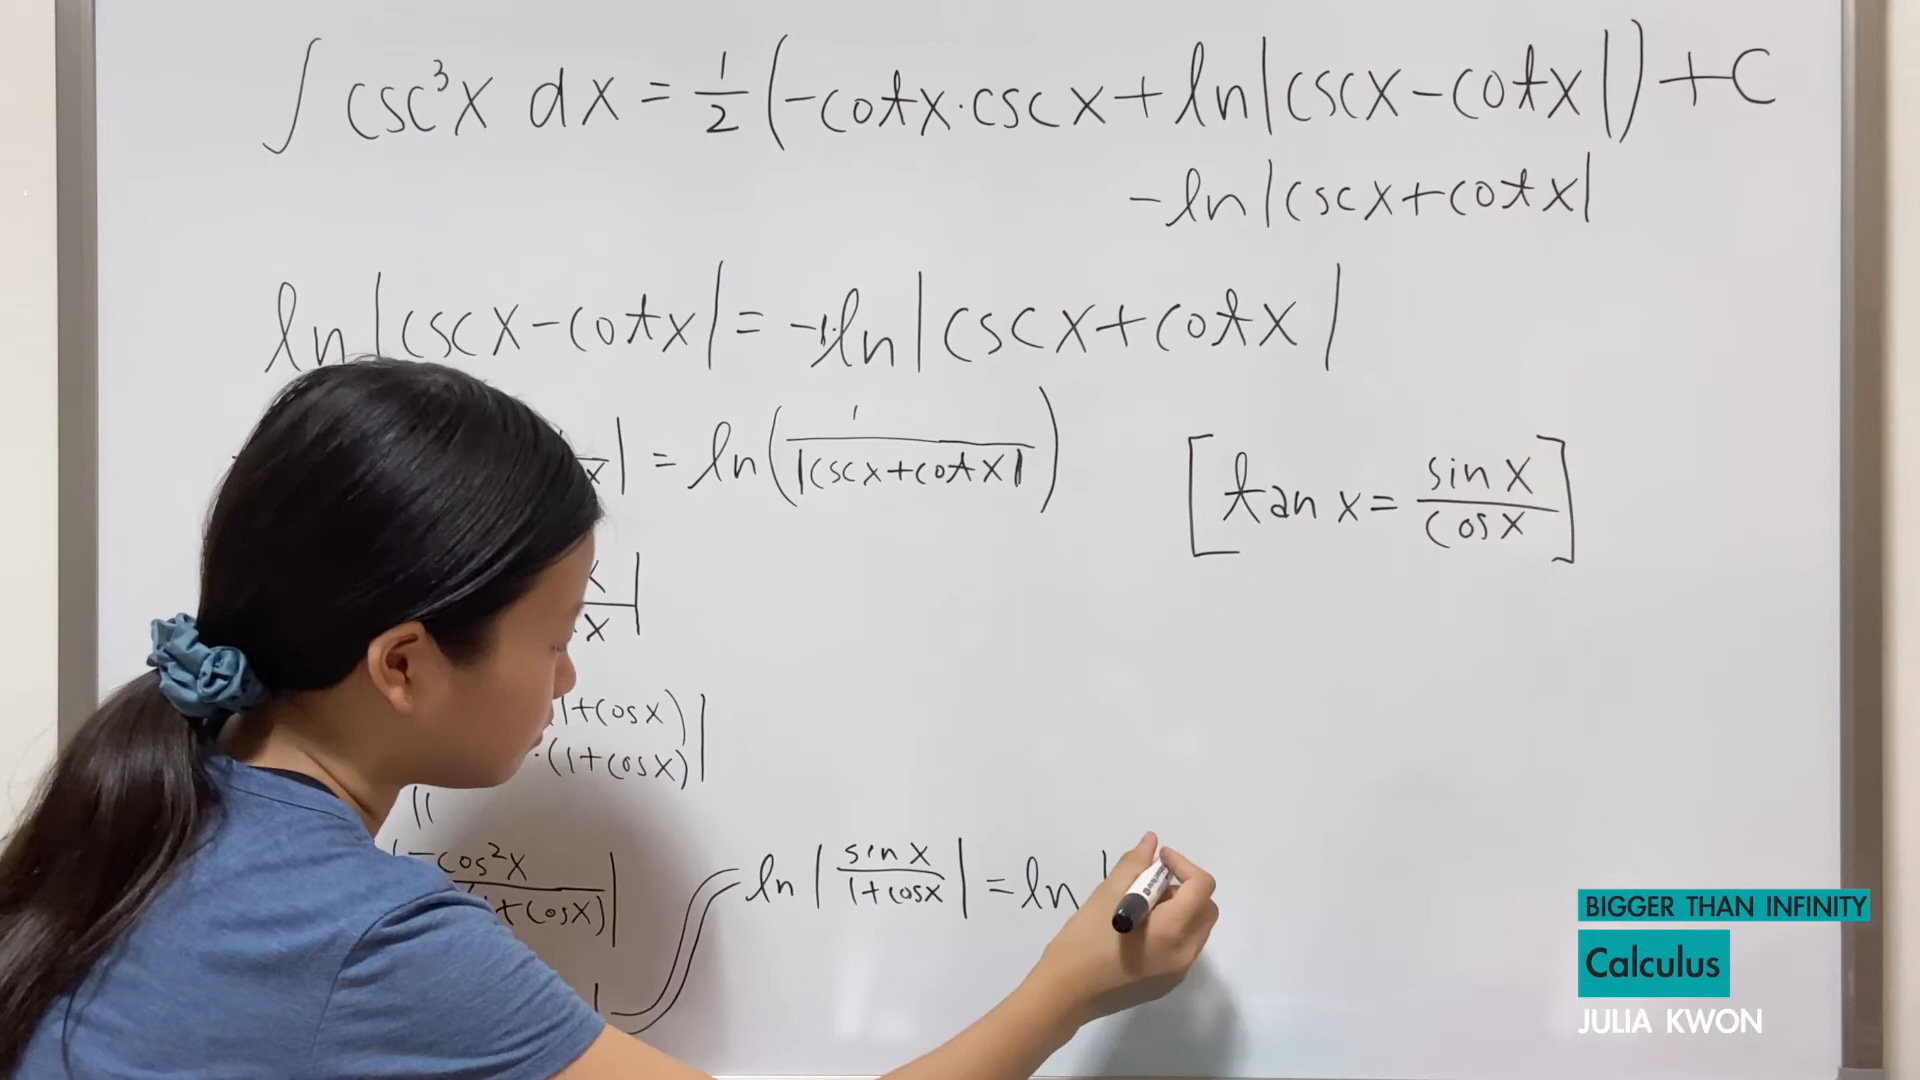 ∫ csc³x dx = 1/2 (-cotx·cscx + ln|cscx - cotx|) + C
-ln|cscx + cotx|
ln|cscx - cotx| = -1·ln|cscx + cotx|
x| = ln(1/|cscx + cotx|)
[tan x = sin x/cos x]
x/x|
1+cosx)|
·(1+cosx)|
||
1-cos²x
1+cosx)|
ln|sin x/1+cosx| = ln|
BIGGER THAN INFINITY
Calculus
JULIA KWON